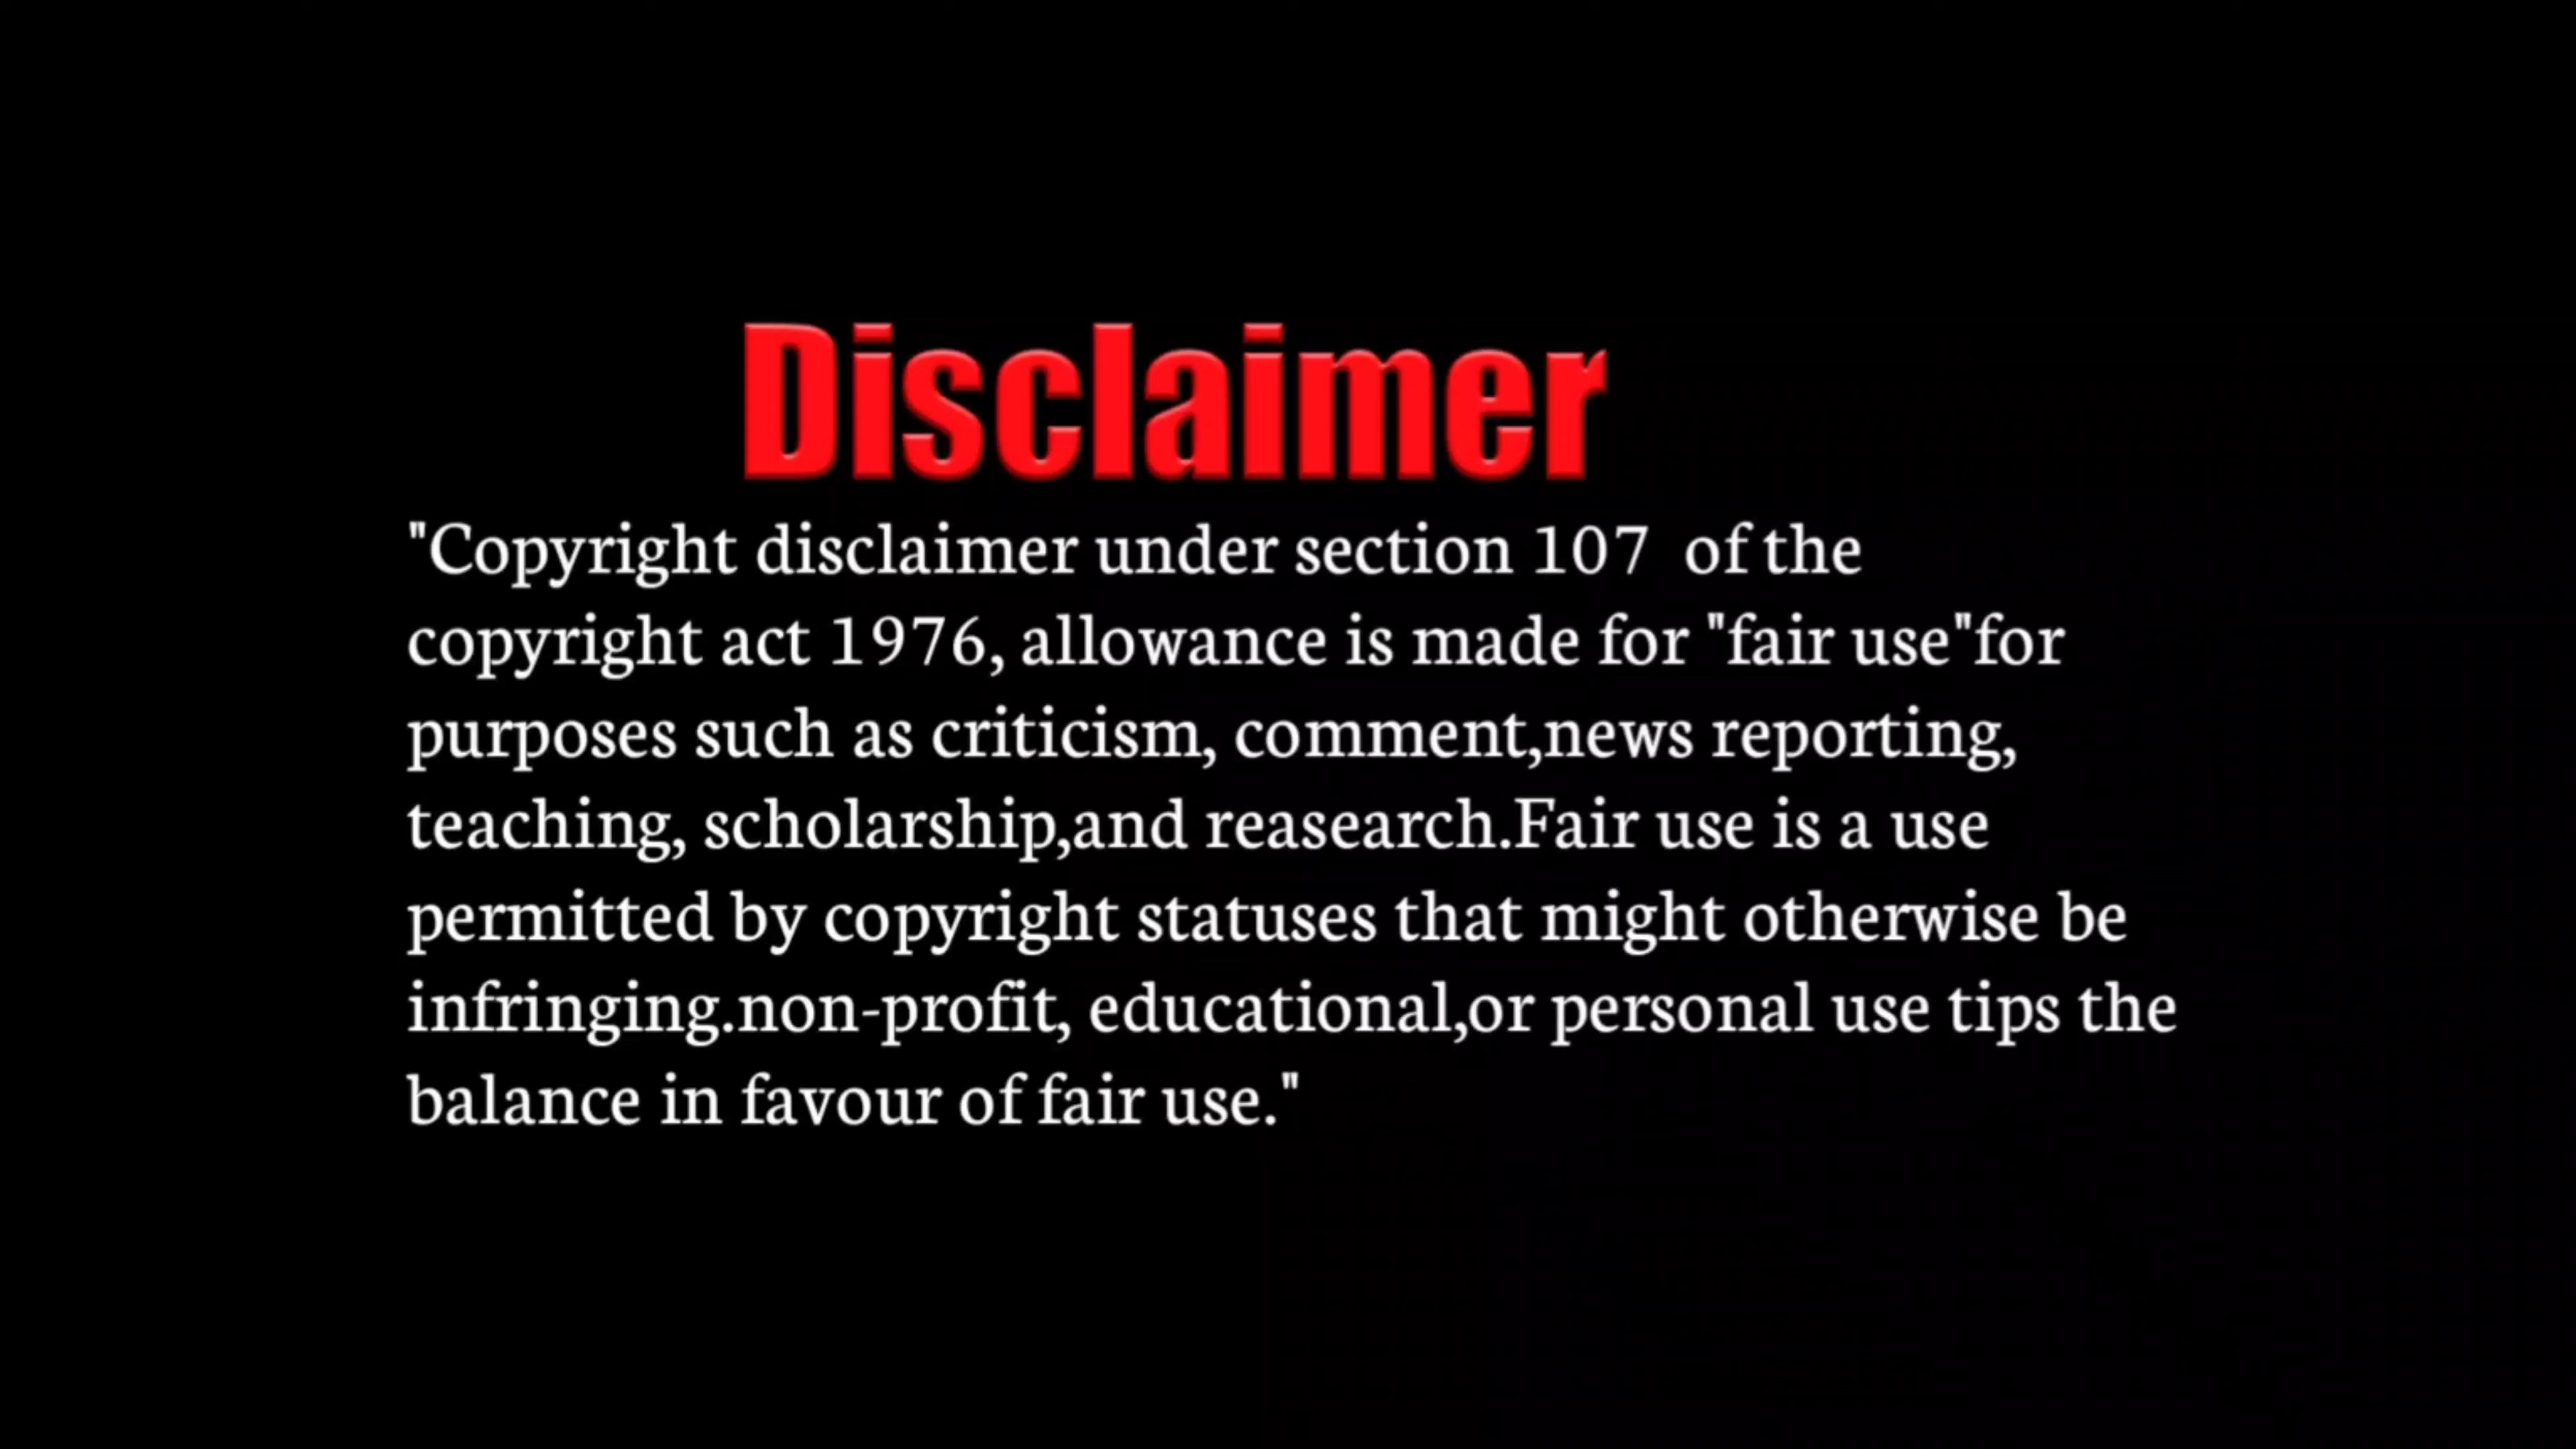 Disclaimer
"Copyright disclaimer under section 107  of the
copyright act 1976, allowance is made for "fair use"for
purposes such as criticism, comment,news reporting,
teaching, scholarship,and reasearch.Fair use is a use
permitted by copyright statuses that might otherwise be
infringing.non-profit, educational,or personal use tips the
balance in favour of fair use."